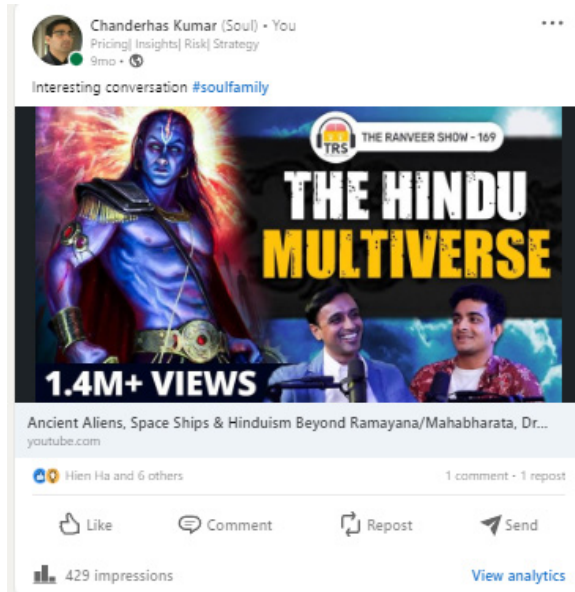 Chanderhas Kumar (Soul) • You
Pricing| Insights| Risk| Strategy
9mo •
Interesting conversation #soulfamily
TRS
THE RANVEER SHOW - 169
THE HINDU
MULTIVERSE
1.4M+ VIEWS
Ancient Aliens, Space Ships & Hinduism Beyond Ramayana/Mahabharata, Dr...
youtube.com
Hien Ha and 6 others
1 comment • 1 repost
Like
Comment
Repost
Send
429 impressions
View analytics